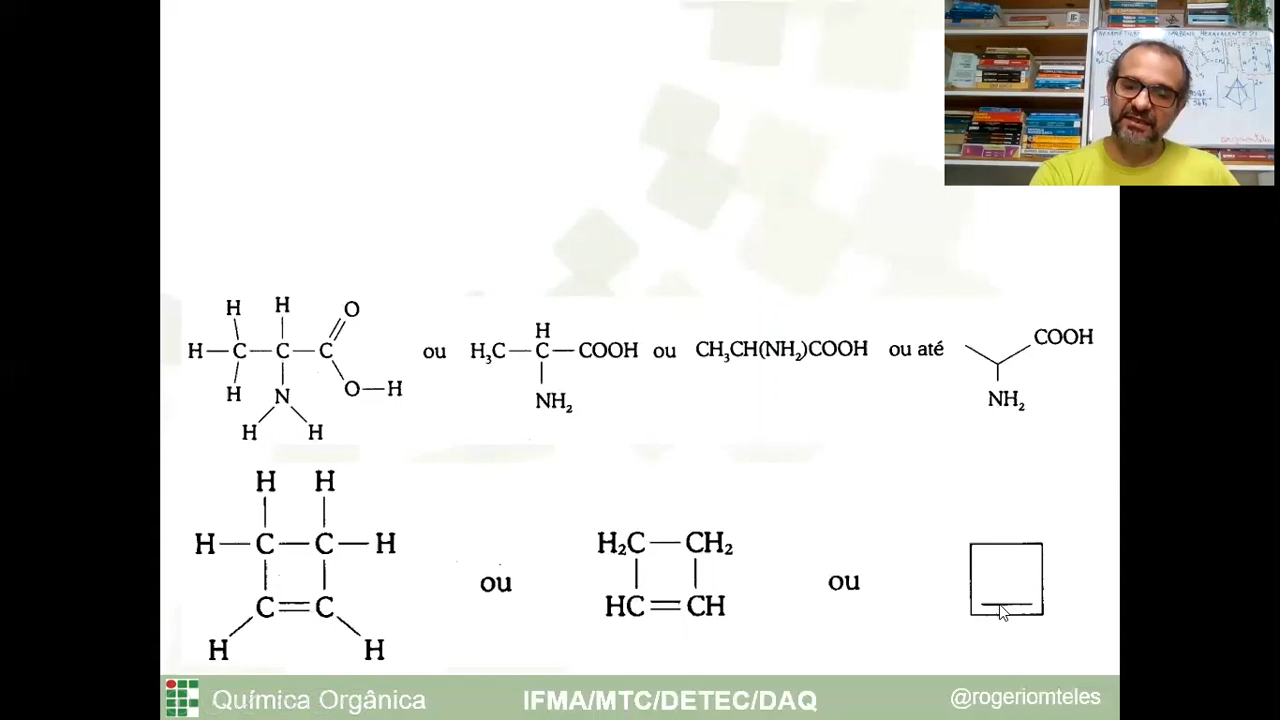 H H O
H—C—C—C
H N O—H
H H
ou
H
H₃C—C—COOH
NH₂
ou
CH₃CH(NH₂)COOH
ou até
COOH
NH₂
H H
H—C—C—H
C=C
H H
ou
H₂C—CH₂
HC=CH
ou
Química Orgânica
IFMA/MTC/DETEC/DAQ
@rogeriomteles